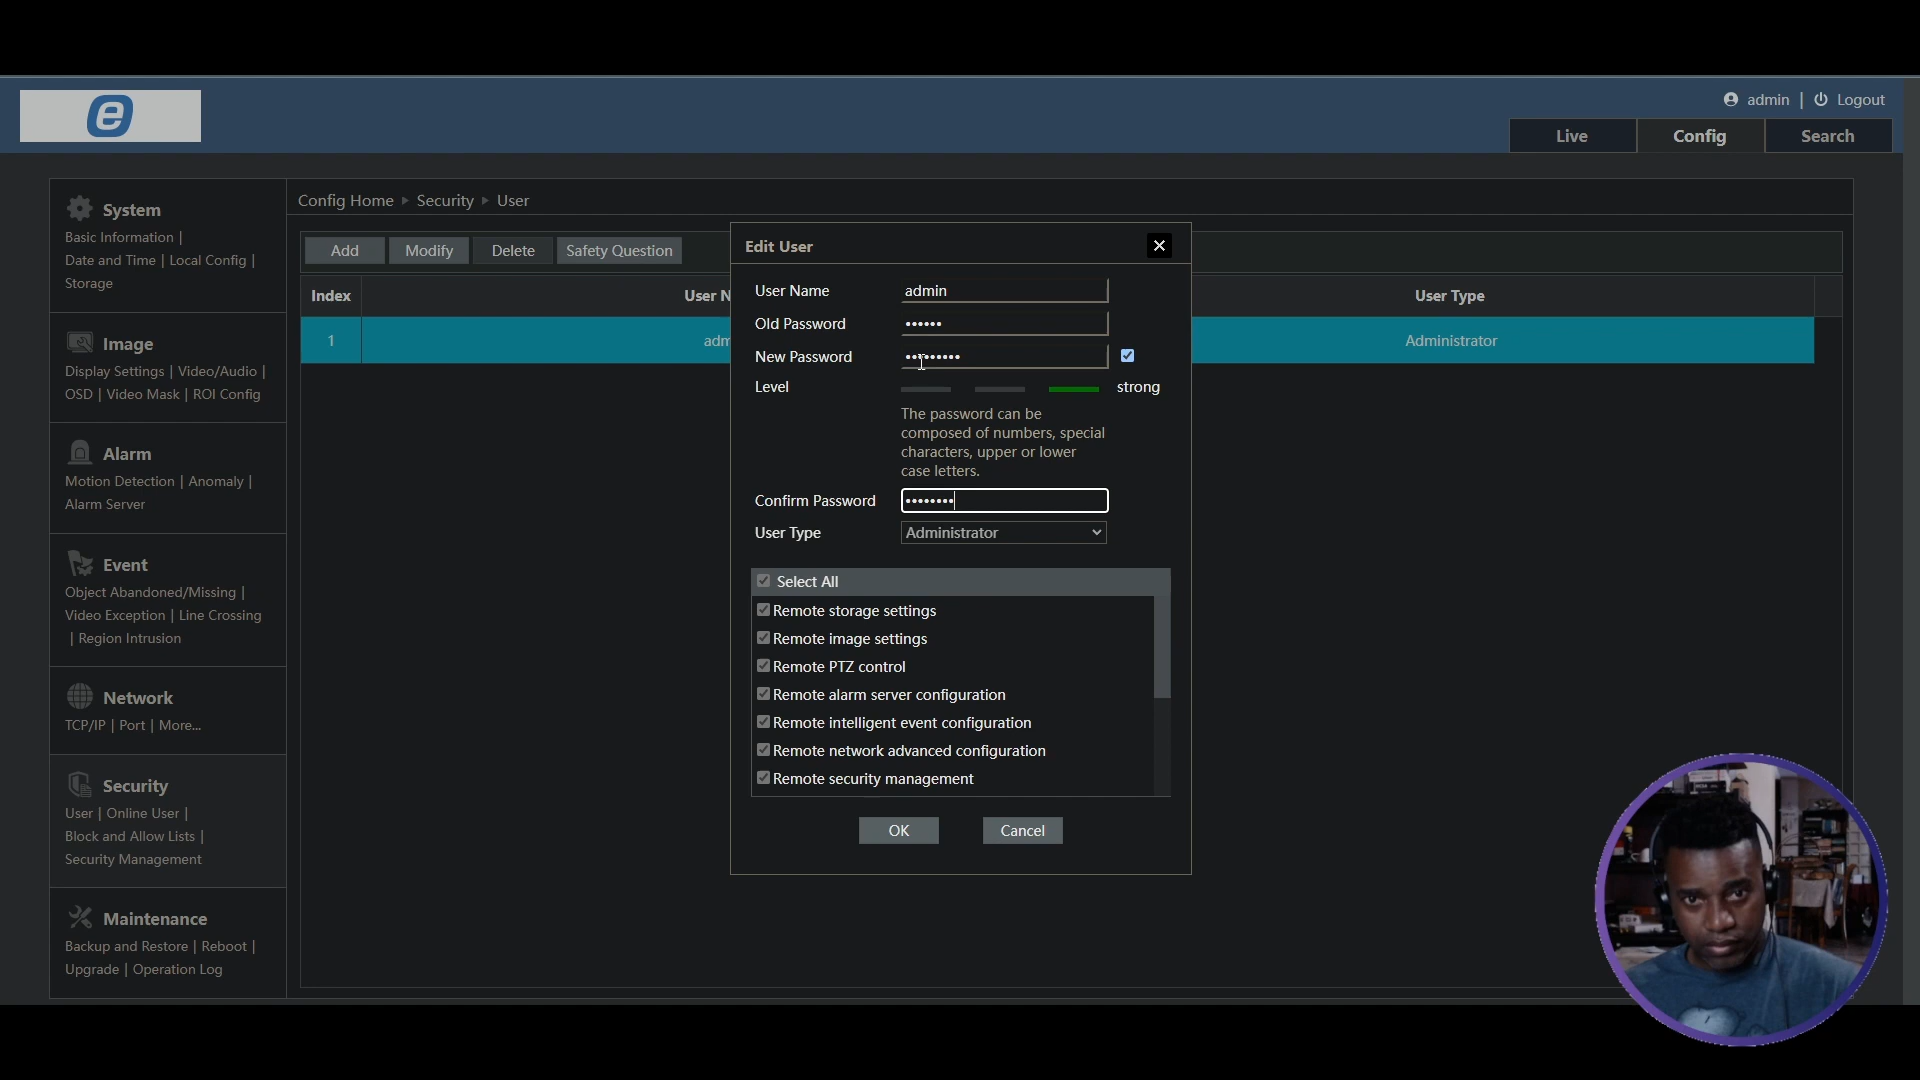 e
admin | Logout
Live Config Search
System
Basic Information |
Date and Time | Local Config |
Storage
Image
Display Settings | Video/Audio |
OSD | Video Mask | ROI Config
Alarm
Motion Detection | Anomaly |
Alarm Server
Event
Object Abandoned/Missing |
Video Exception | Line Crossing
| Region Intrusion
Network
TCP/IP | Port | More...
Security
User | Online User |
Block and Allow Lists |
Security Management
Maintenance
Backup and Restore | Reboot |
Upgrade | Operation Log
Config Home ▸ Security ▸ User
Add Modify Delete Safety Question
Index User N User Type
1 adm Administrator
Edit User
User Name admin
Old Password ••••••
New Password •••••••••
Level strong
The password can be
composed of numbers, special
characters, upper or lower
case letters.
Confirm Password ••••••••
User Type Administrator
Select All
Remote storage settings
Remote image settings
Remote PTZ control
Remote alarm server configuration
Remote intelligent event configuration
Remote network advanced configuration
Remote security management
OK Cancel